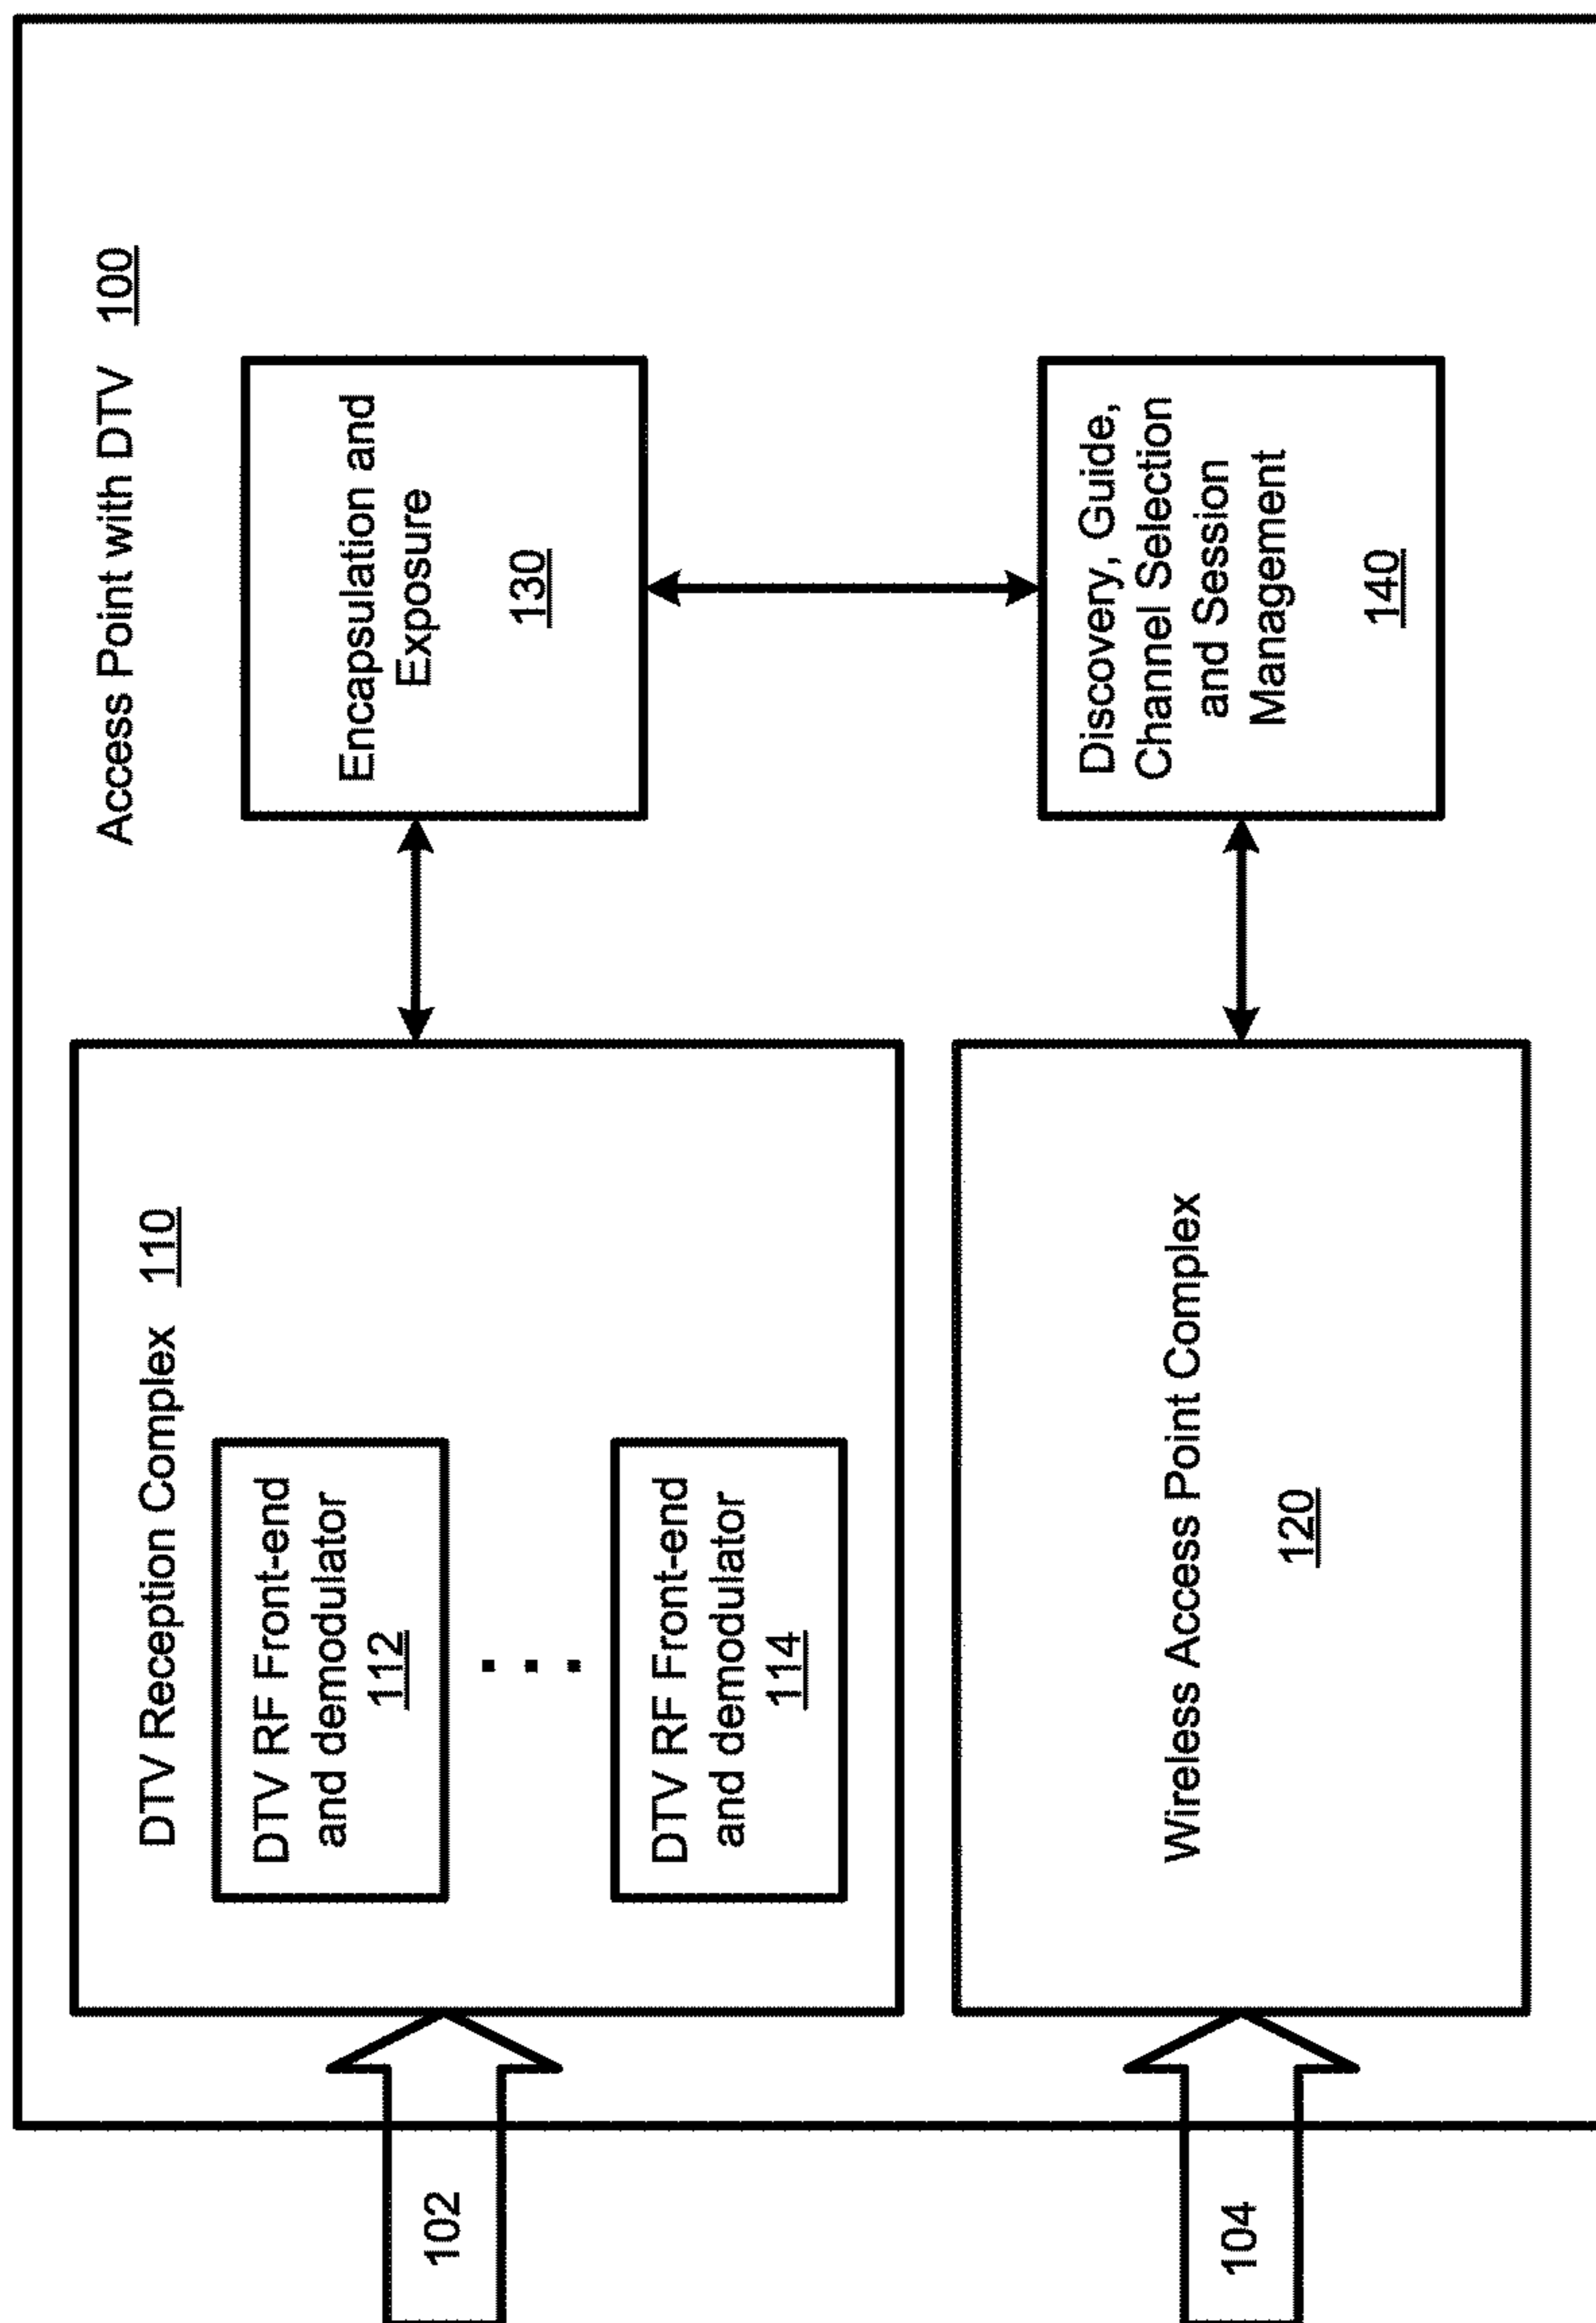 Access Point with DTV 100
DTV Reception Complex 110
DTV RF Front-end
and demodulator
112
DTV RF Front-end
and demodulator
114
Encapsulation and
Exposure
130
102
Wireless Access Point Complex
120
Discovery, Guide,
Channel Selection
and Session
Management
140
104